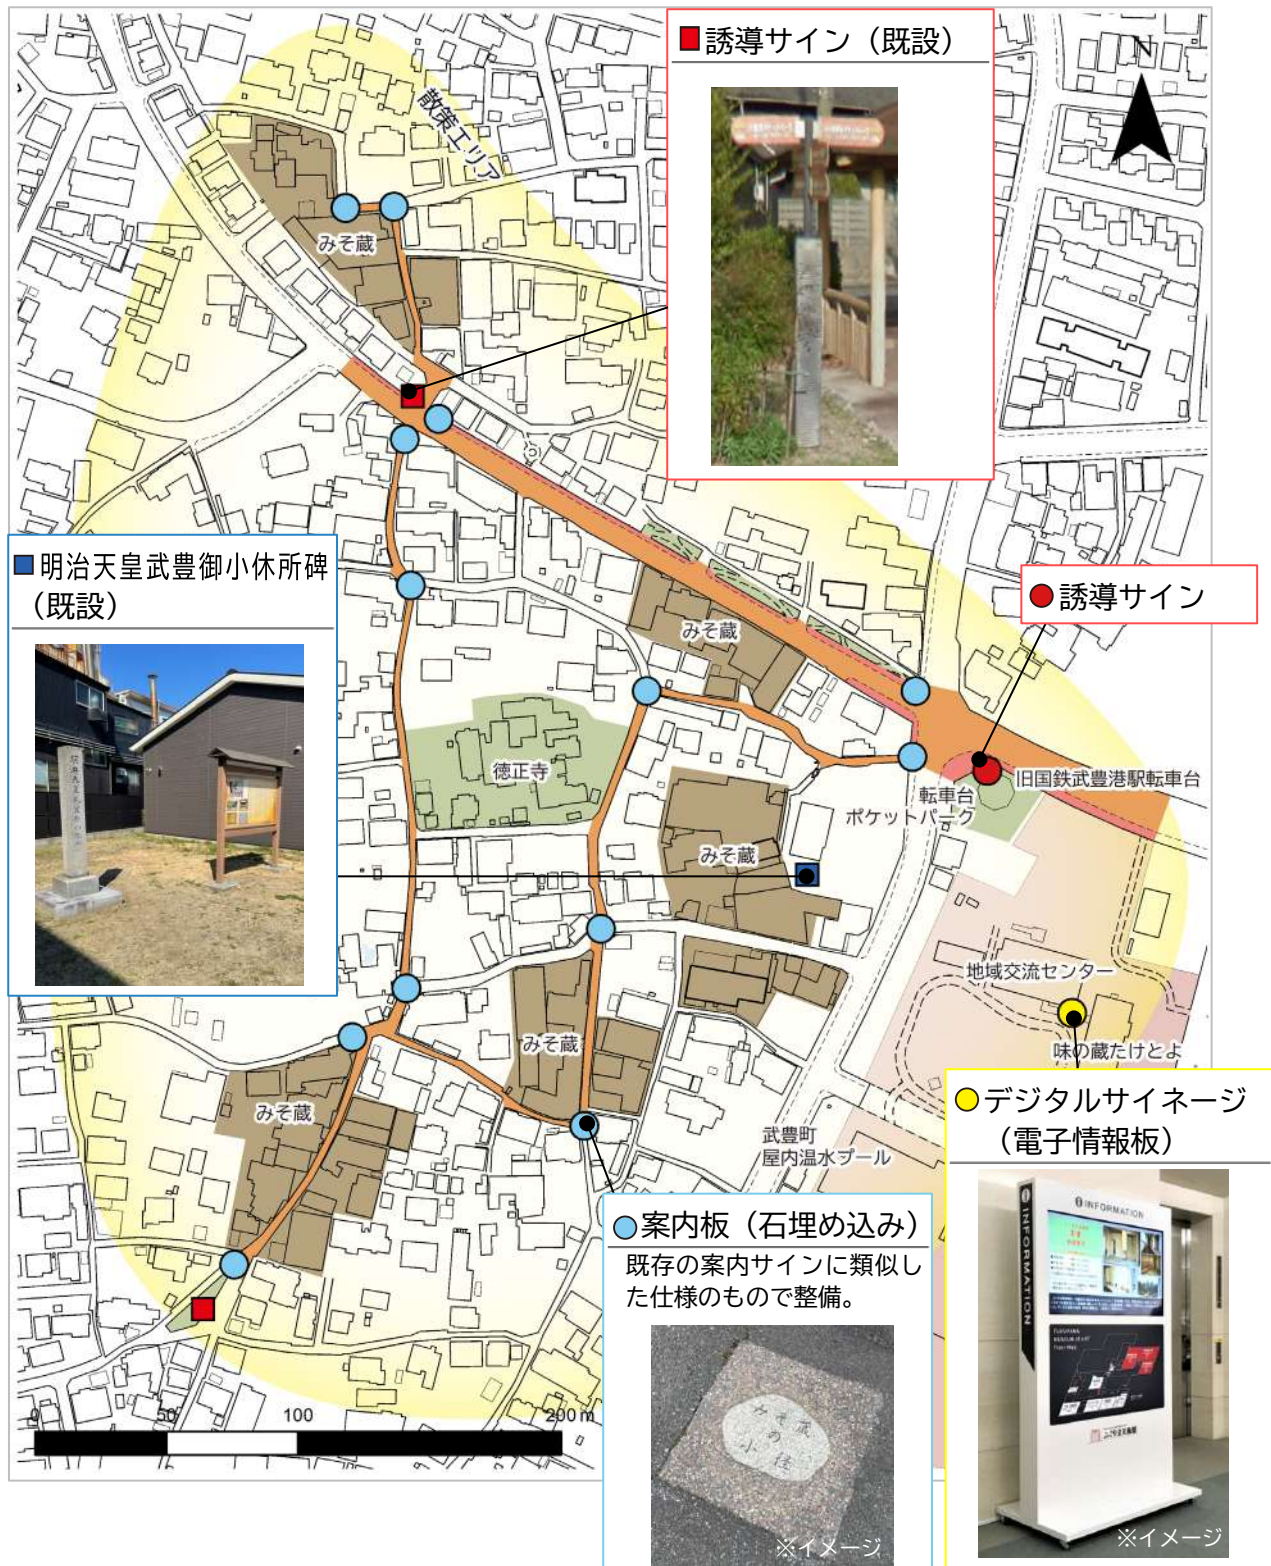 誘導サイン（既設）
N
散策エリア
みそ蔵
明治天皇武豊御小休所碑
（既設）
誘導サイン
みそ蔵
徳正寺
旧国鉄武豊港駅転車台
転車台
ポケットパーク
みそ蔵
地域交流センター
みそ蔵
味の蔵たけとよ
みそ蔵
武豊町
屋内温水プール
デジタルサイネージ
（電子情報板）
案内板（石埋め込み）
既存の案内サインに類似し
た仕様のもので整備。
INFORMATION
INFORMATION
みそ蔵
の
小径
※イメージ
※イメージ
0 50 100 200 m